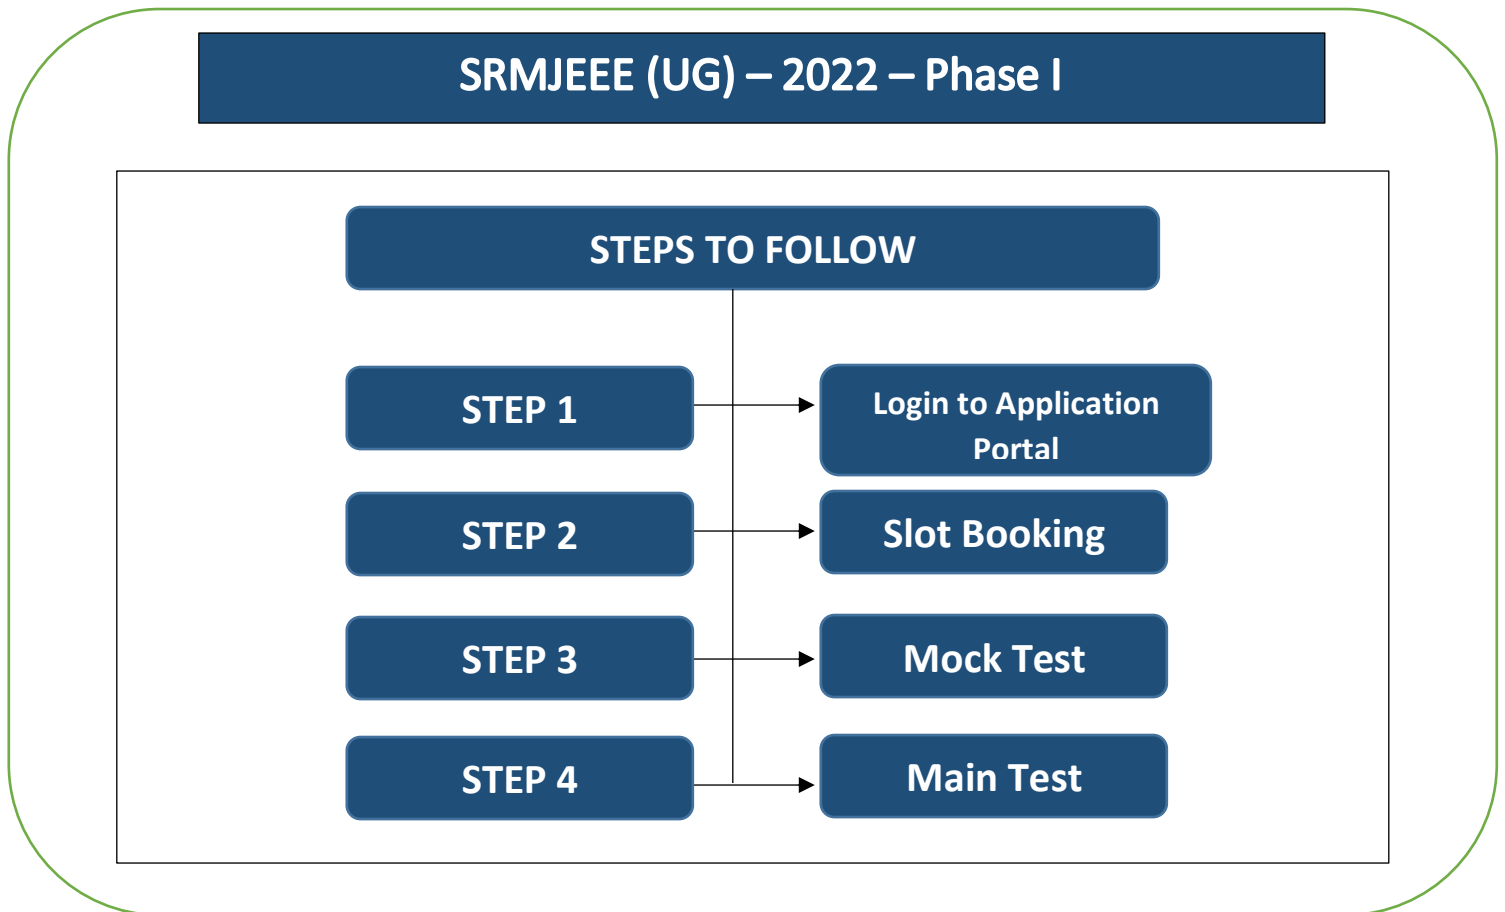 SRMJEEE (UG) – 2022 – Phase I
STEPS TO FOLLOW
STEP 1
Login to Application
Portal
STEP 2
Slot Booking
STEP 3
Mock Test
STEP 4
Main Test